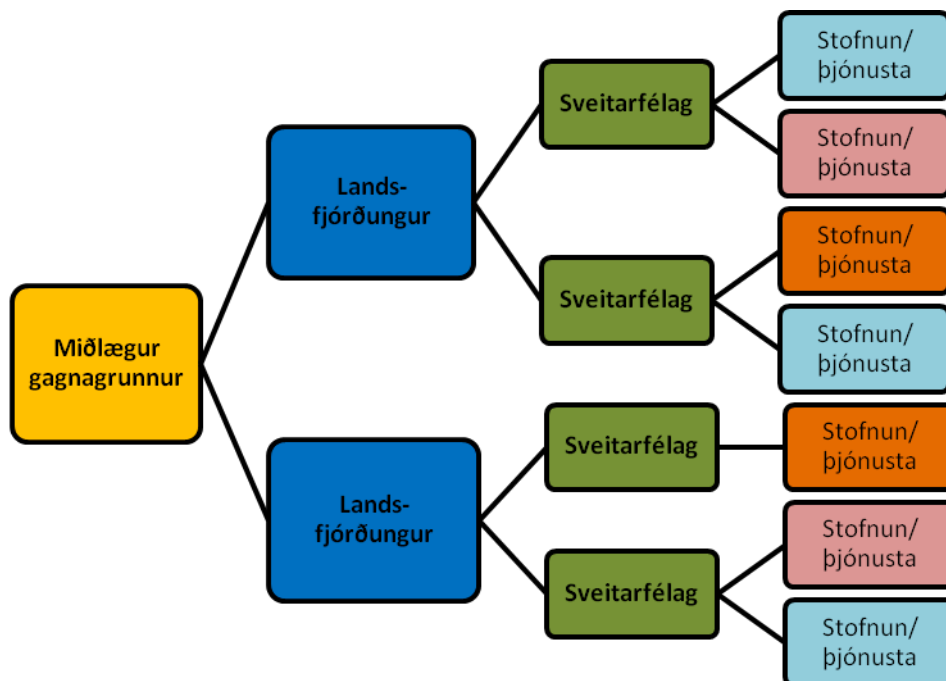 Miðlægur
gagnagrunnur
Lands-
fjórðungur
Sveitarfélag
Stofnun/
þjónusta
Stofnun/
þjónusta
Sveitarfélag
Stofnun/
þjónusta
Stofnun/
þjónusta
Lands-
fjórðungur
Sveitarfélag
Stofnun/
þjónusta
Sveitarfélag
Stofnun/
þjónusta
Stofnun/
þjónusta